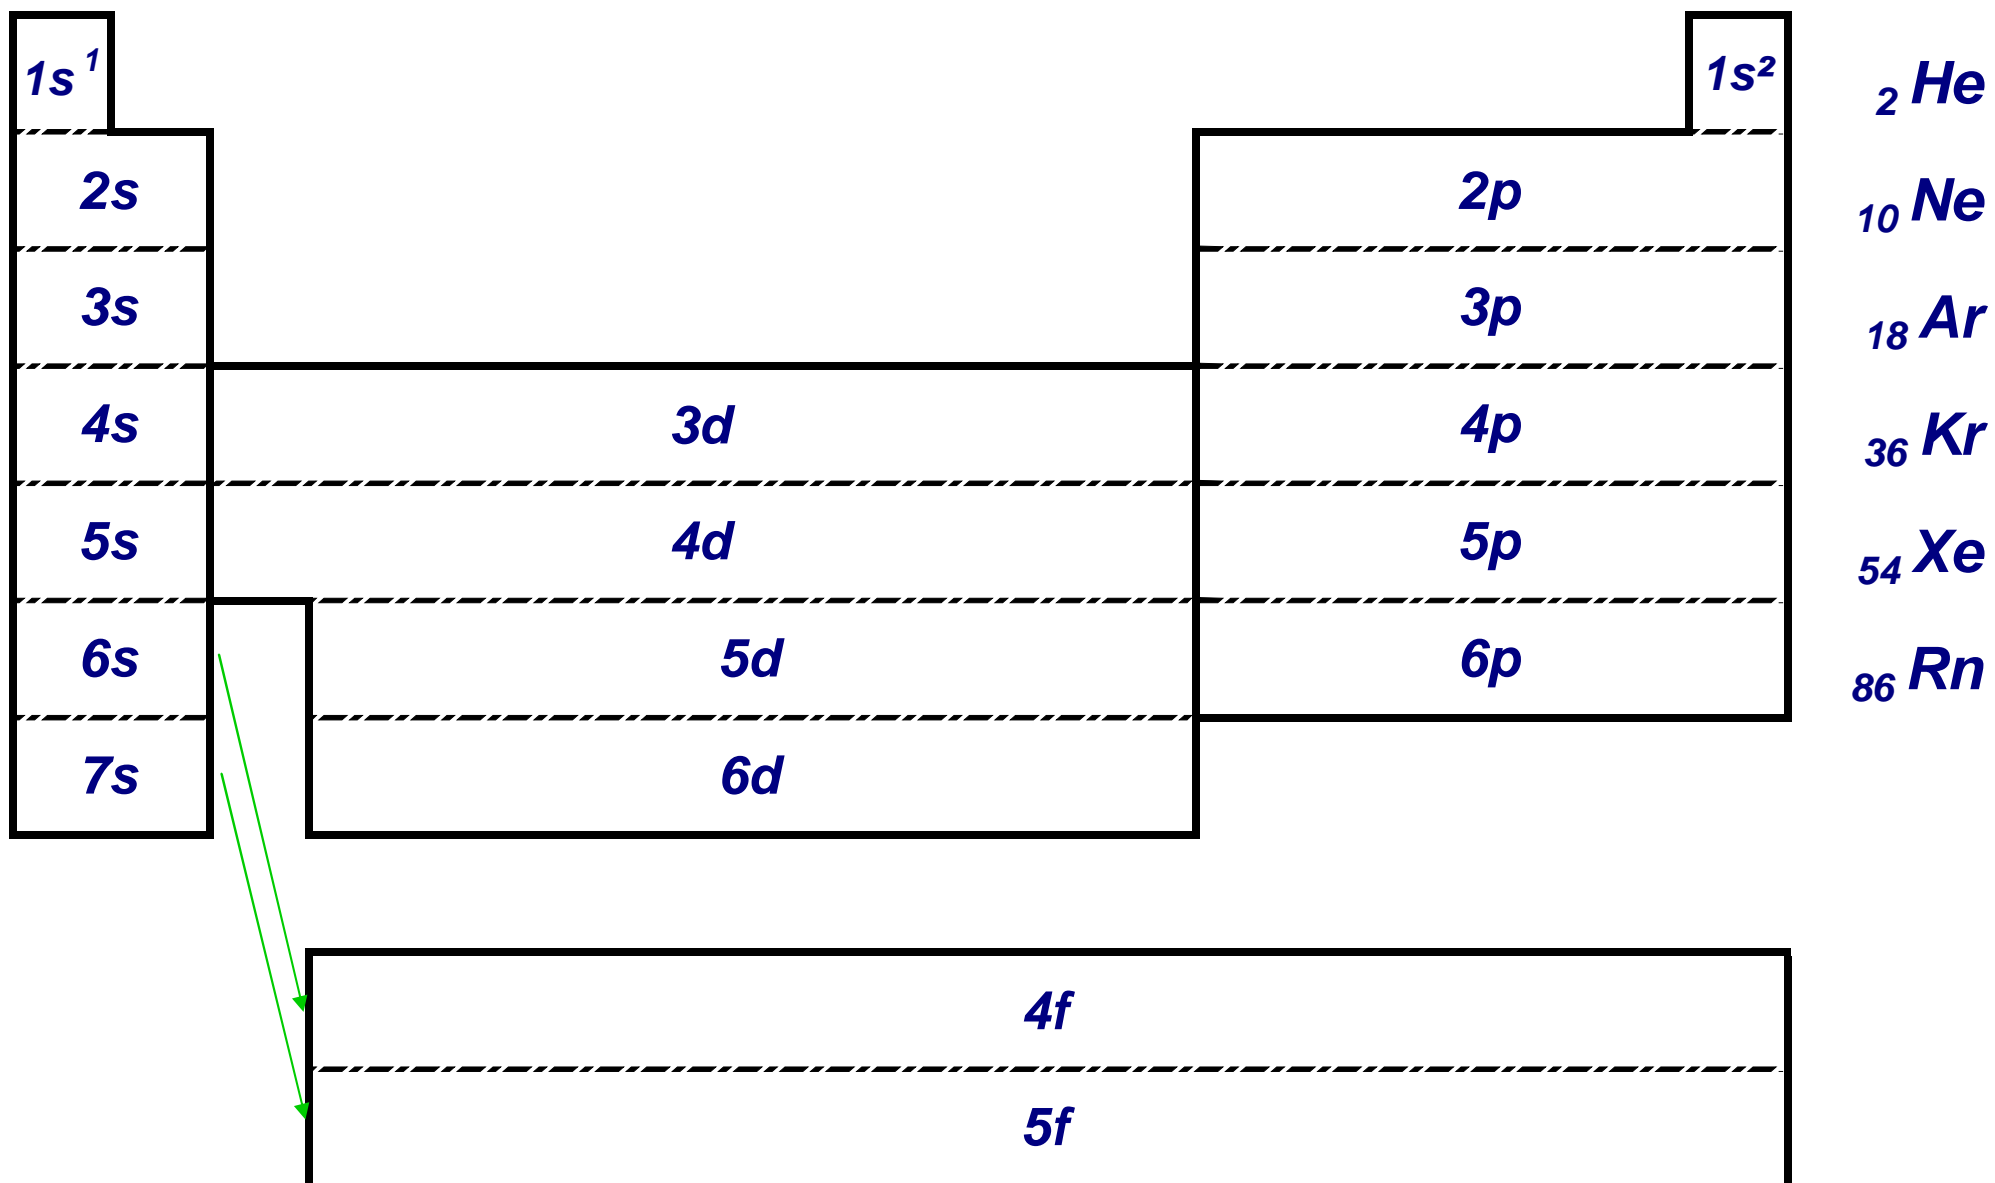 1s¹ 1s² ₂ He
2s 2p ₁₀ Ne
3s 3p ₁₈ Ar
4s 3d 4p ₃₆ Kr
5s 4d 5p ₅₄ Xe
6s 5d 6p ₈₆ Rn
7s 6d
4f
5f